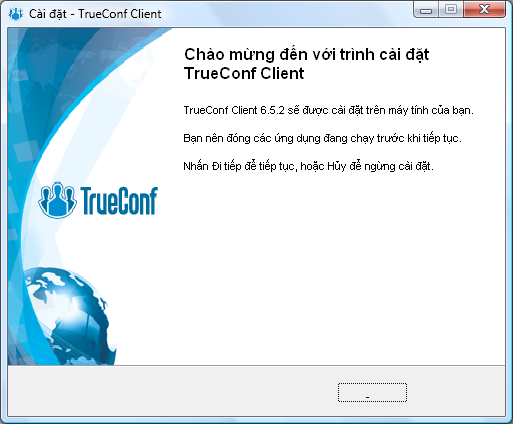 Cài đặt - TrueConf Client
Chào mừng đến với trình cài đặt
TrueConf Client
TrueConf Client 6.5.2 sẽ được cài đặt trên máy tính của bạn.
Bạn nên đóng các ứng dụng đang chạy trước khi tiếp tục.
Nhấn Đi tiếp để tiếp tục, hoặc Hủy để ngừng cài đặt.
TrueConf